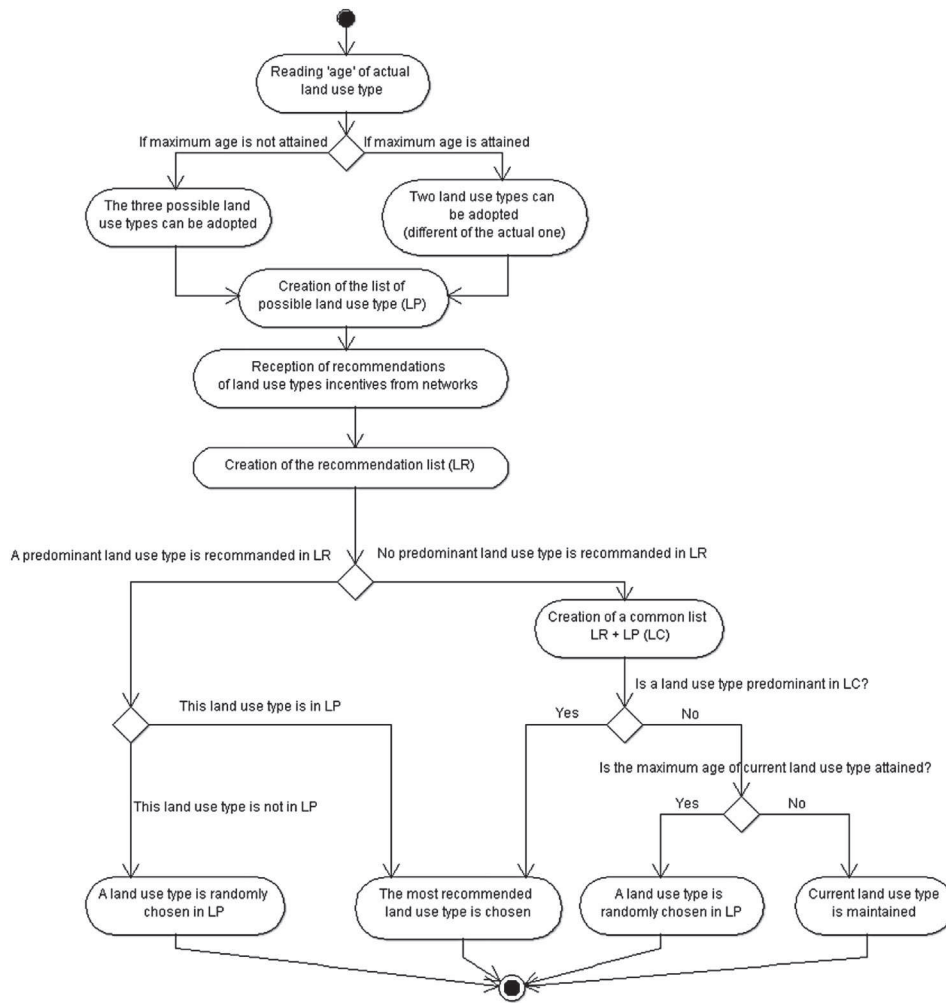 Reading 'age' of actual
land use type
If maximum age is not attained
If maximum age is attained
The three possible land
use types can be adopted
Two land use types can
be adopted
(different of the actual one)
Creation of the list of
possible land use type (LP)
Reception of recommendations
of land use types incentives from networks
Creation of the recommendation list (LR)
A predominant land use type is recommanded in LR
No predominant land use type is recommanded in LR
Creation of a common list
LR + LP (LC)
Is a land use type predominant in LC?
This land use type is in LP
Yes
No
Is the maximum age of current land use type attained?
This land use type is not in LP
Yes
No
A land use type is randomly
chosen in LP
The most recommended
land use type is chosen
A land use type is
randomly chosen in LP
Current land use type
is maintained